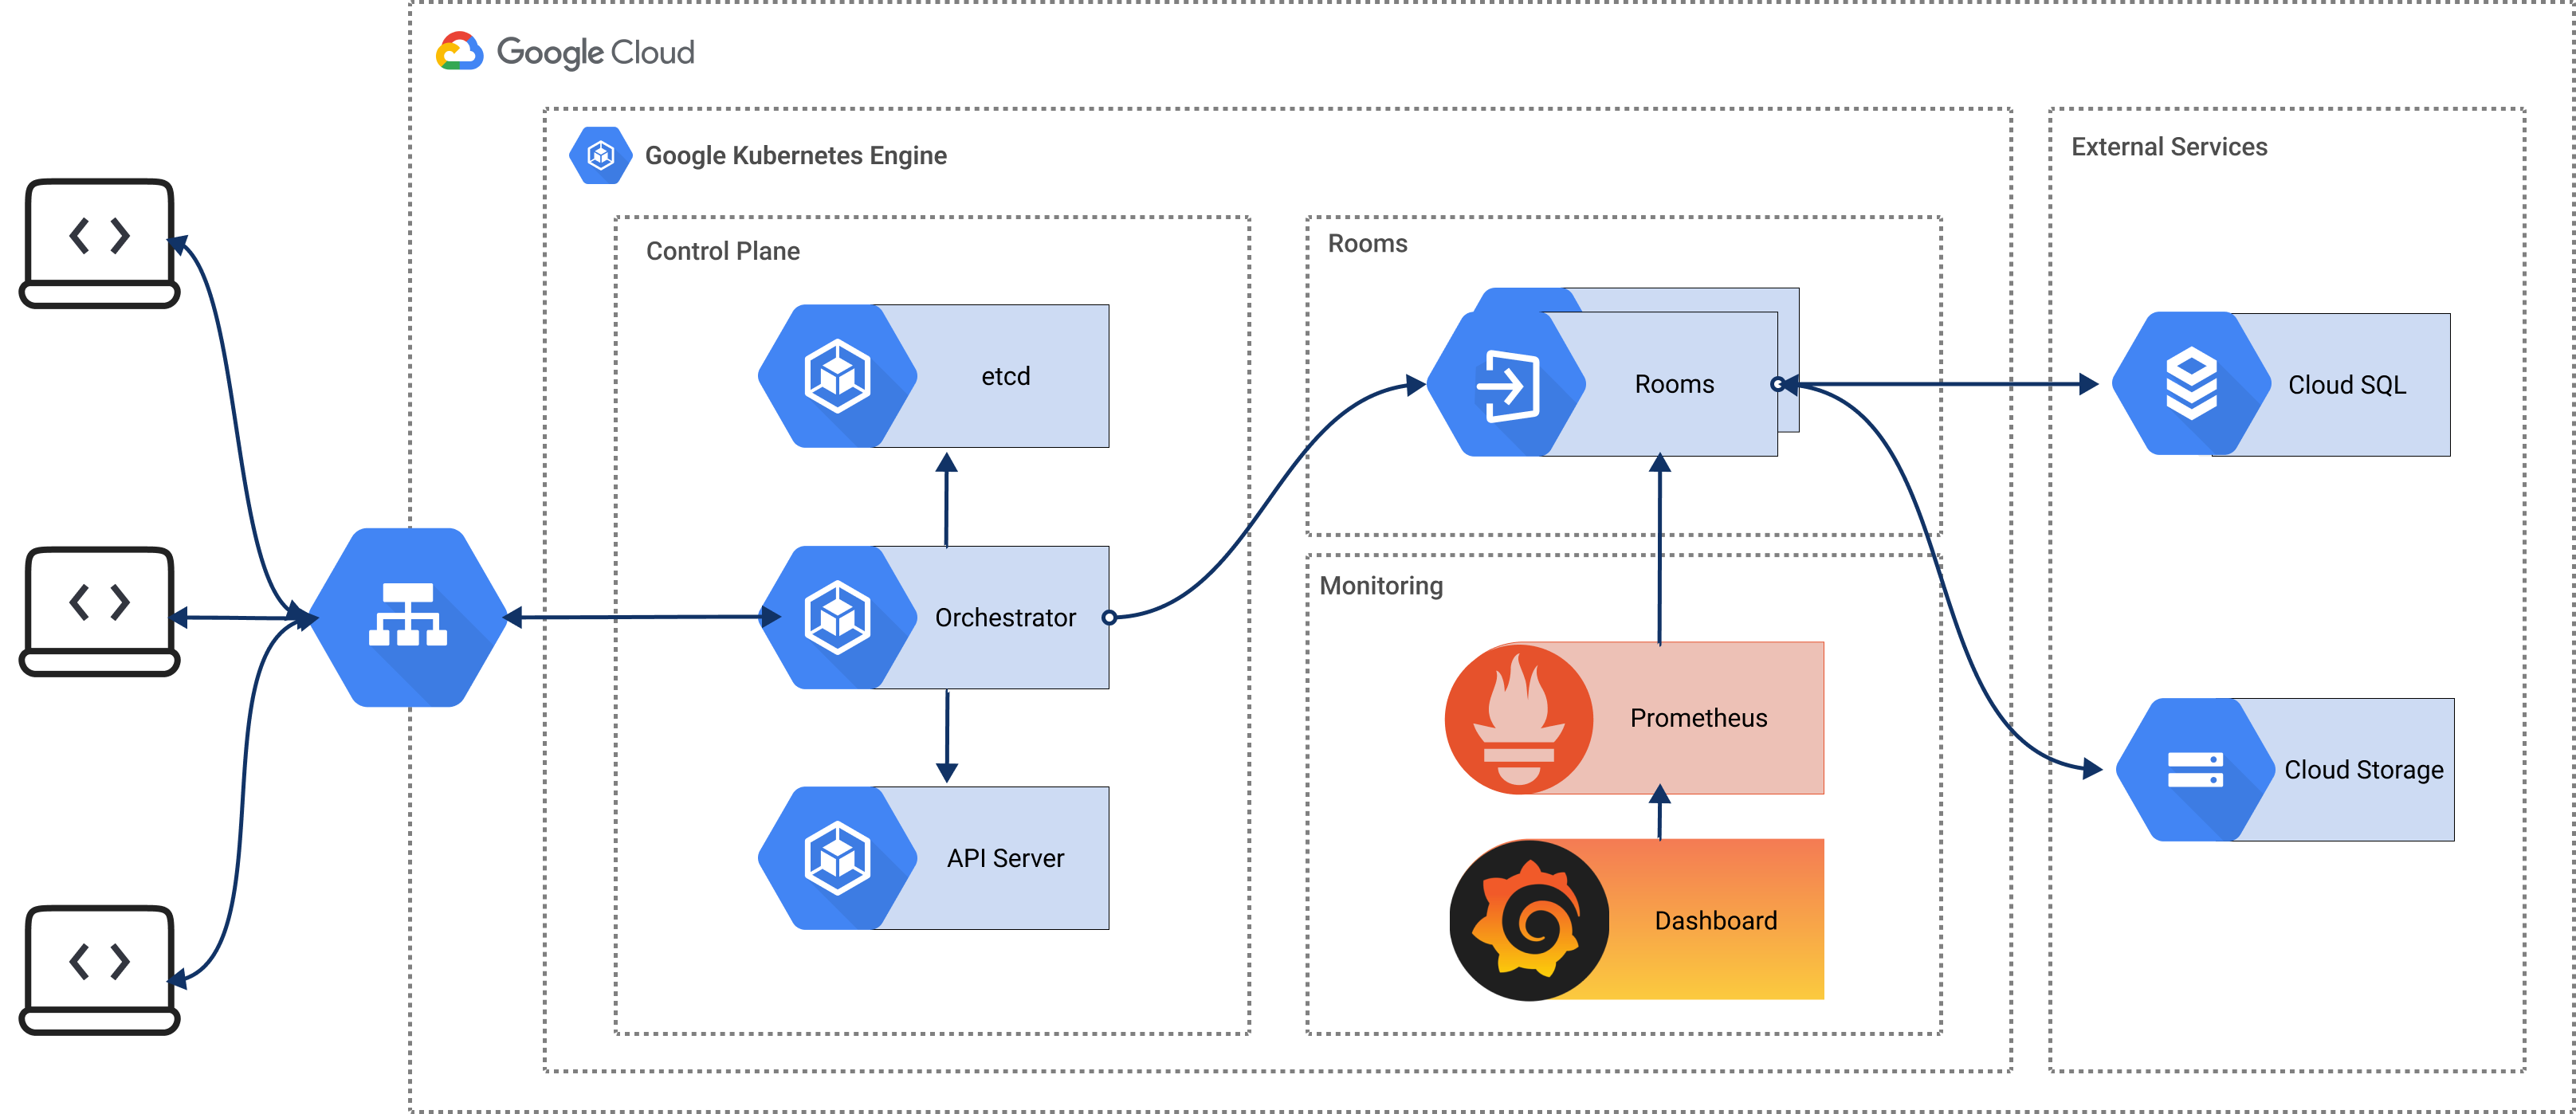 Google Cloud
Google Kubernetes Engine
External Services
Control Plane
Rooms
etcd
Rooms
Cloud SQL
Monitoring
Orchestrator
Prometheus
Cloud Storage
API Server
Dashboard